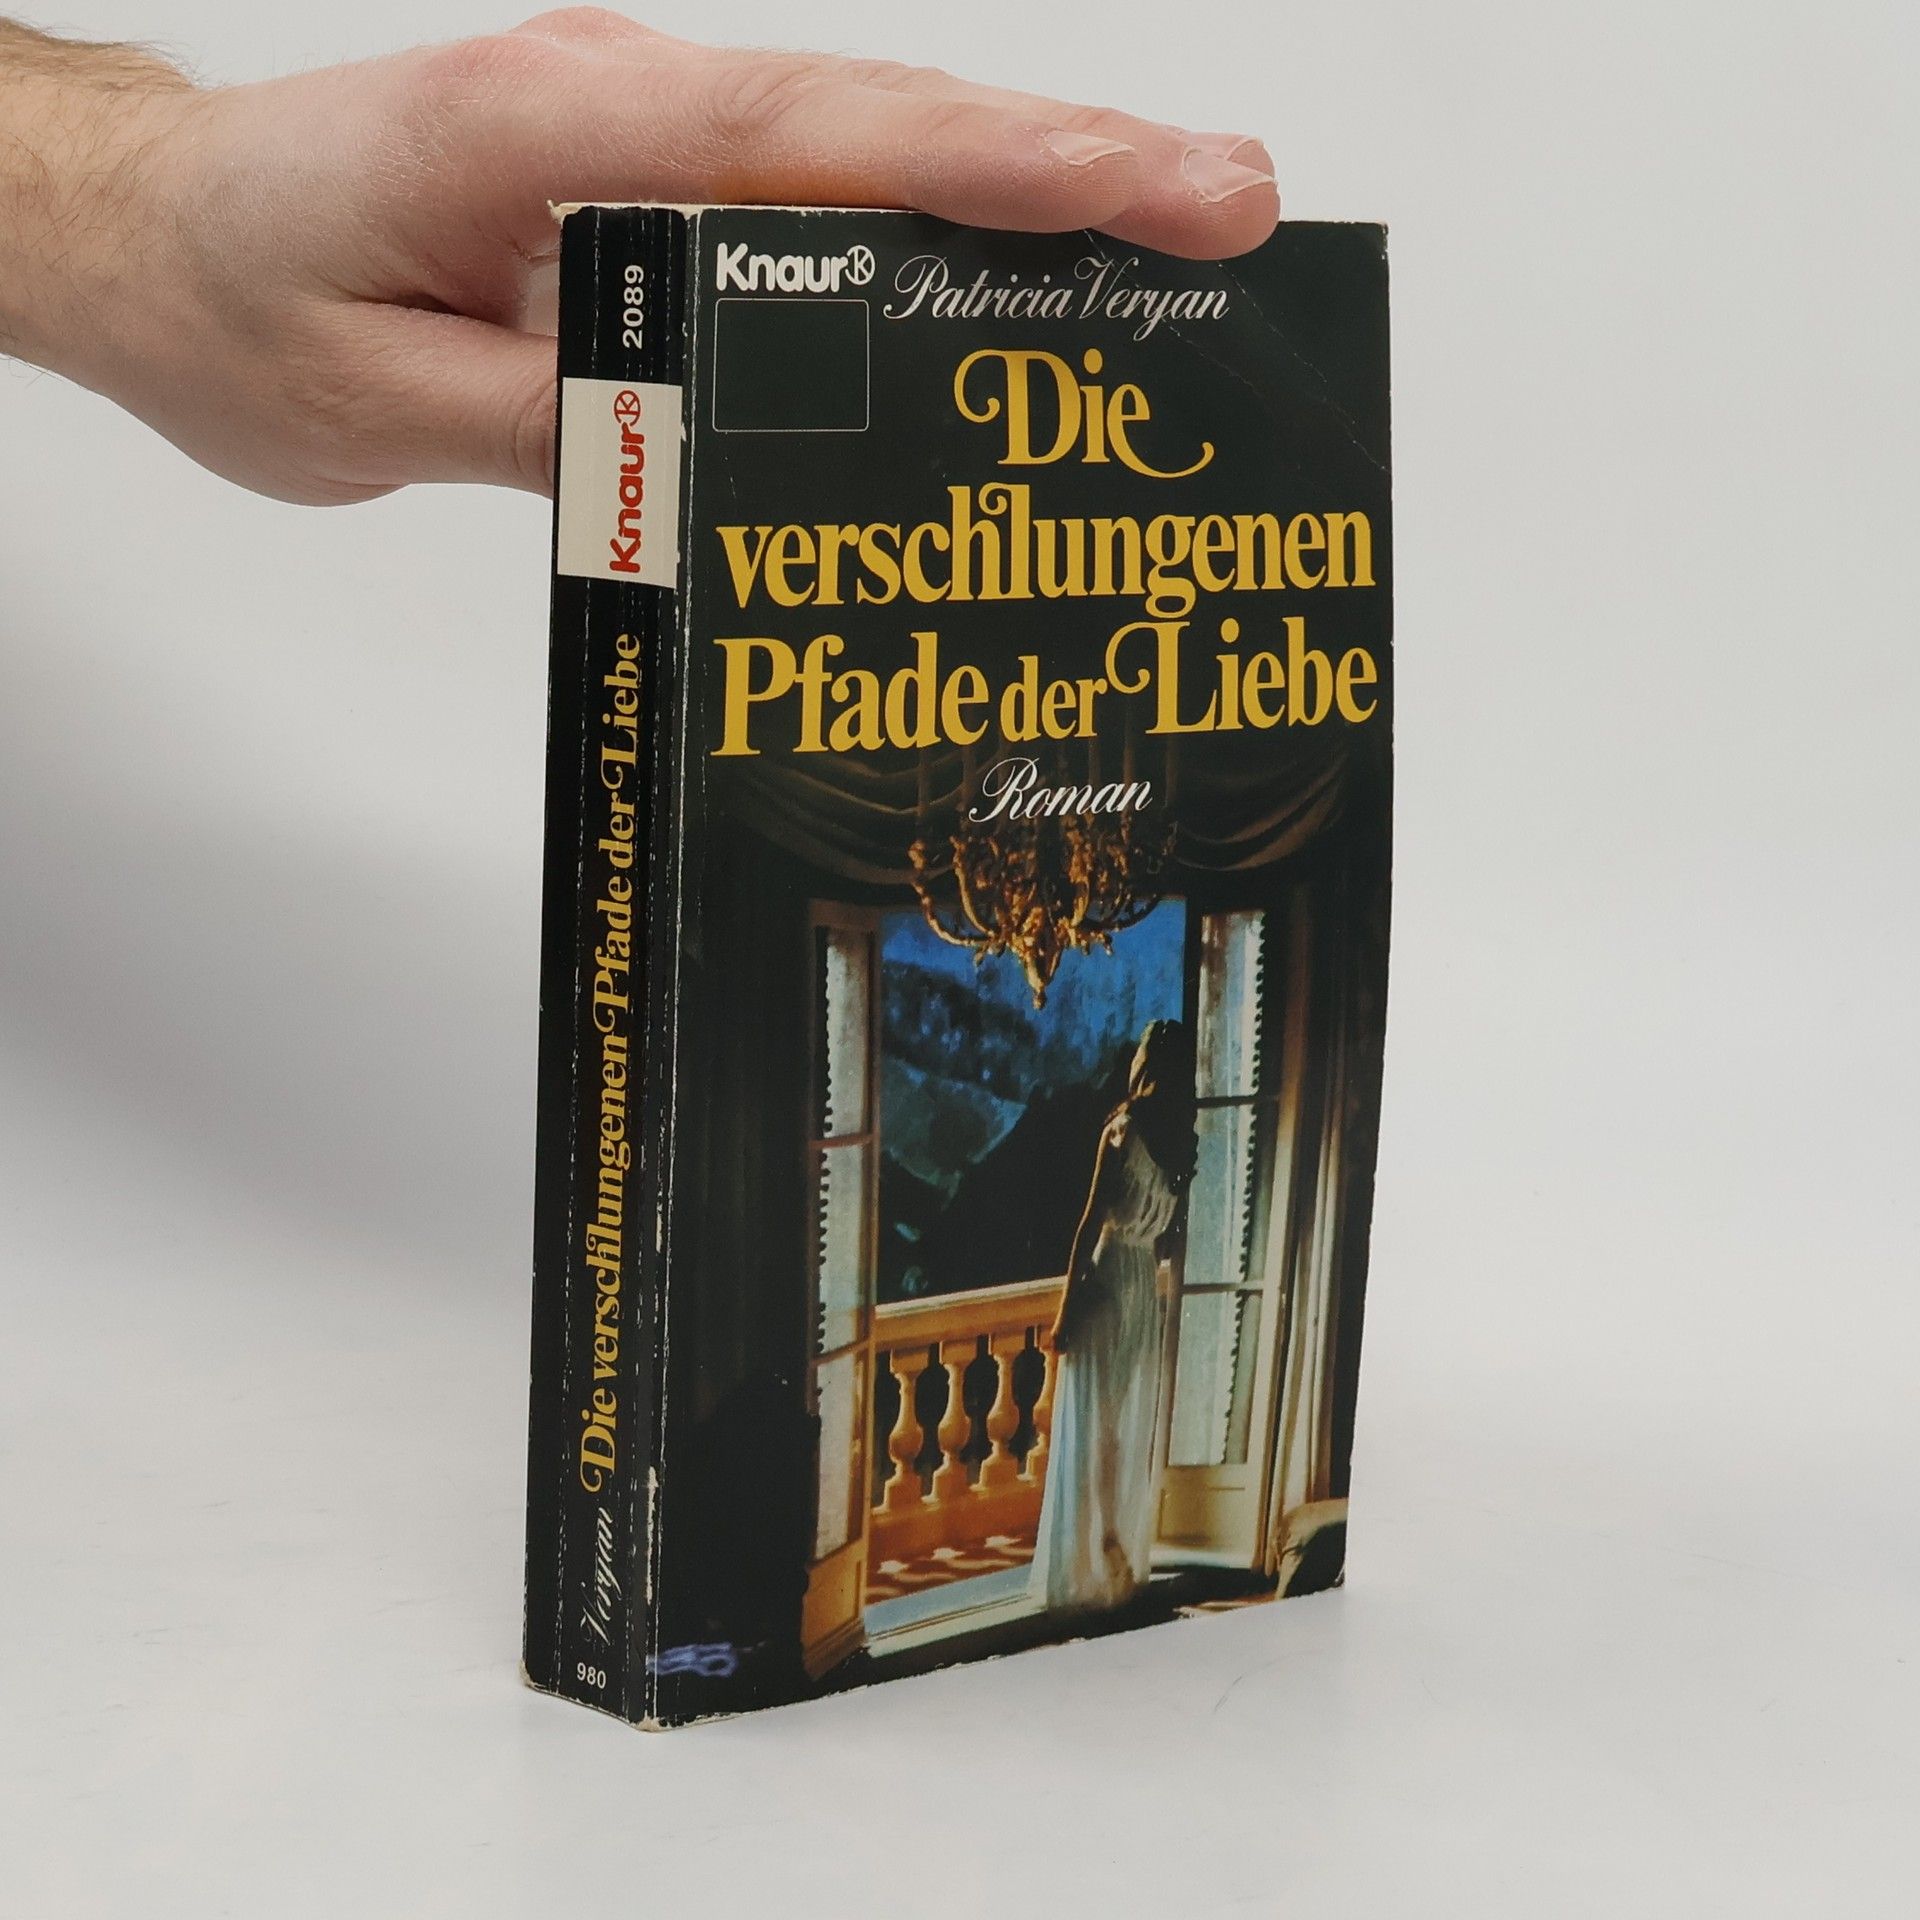 Knaur
Patricia Veryan
Die
verschlungenen
Pfade der Liebe
Roman
2089
Knaur
Die verschlungenen Pfade der Liebe
Veryan
980